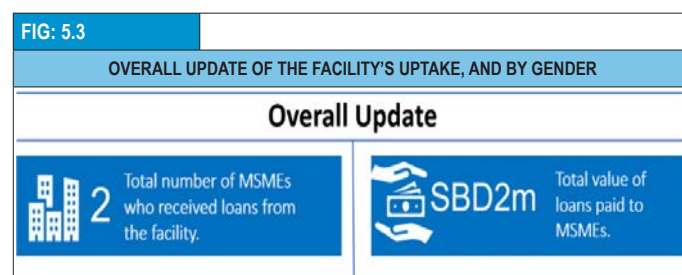 FIG: 5.3
OVERALL UPDATE OF THE FACILITY'S UPTAKE, AND BY GENDER
Overall Update
2
Total number of MSMEs
who received loans from
the facility.
SBD2m
Total value of
loans paid to
MSMEs.